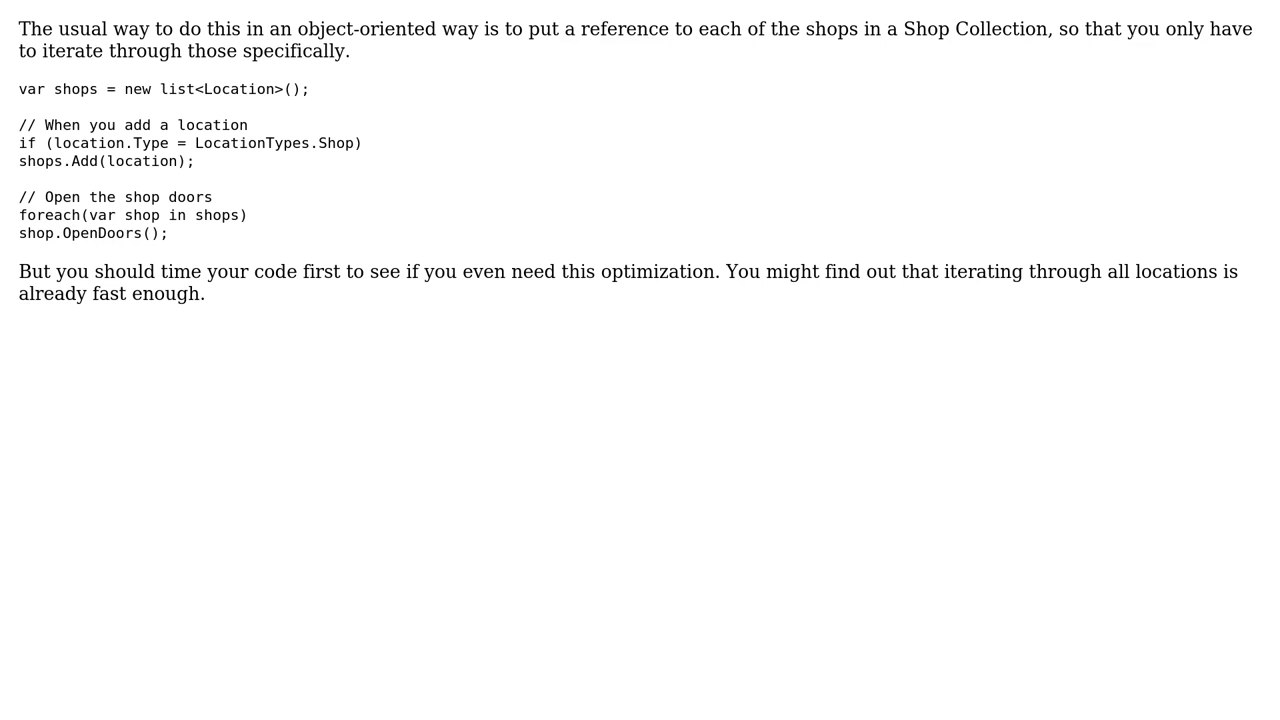 The usual way to do this in an object-oriented way is to put a reference to each of the shops in a Shop Collection, so that you only have
to iterate through those specifically.
var shops = new list<Location>();
// When you add a location
if (location.Type = LocationTypes.Shop)
shops.Add(location);
// Open the shop doors
foreach(var shop in shops)
shop.OpenDoors();
But you should time your code first to see if you even need this optimization. You might find out that iterating through all locations is
already fast enough.